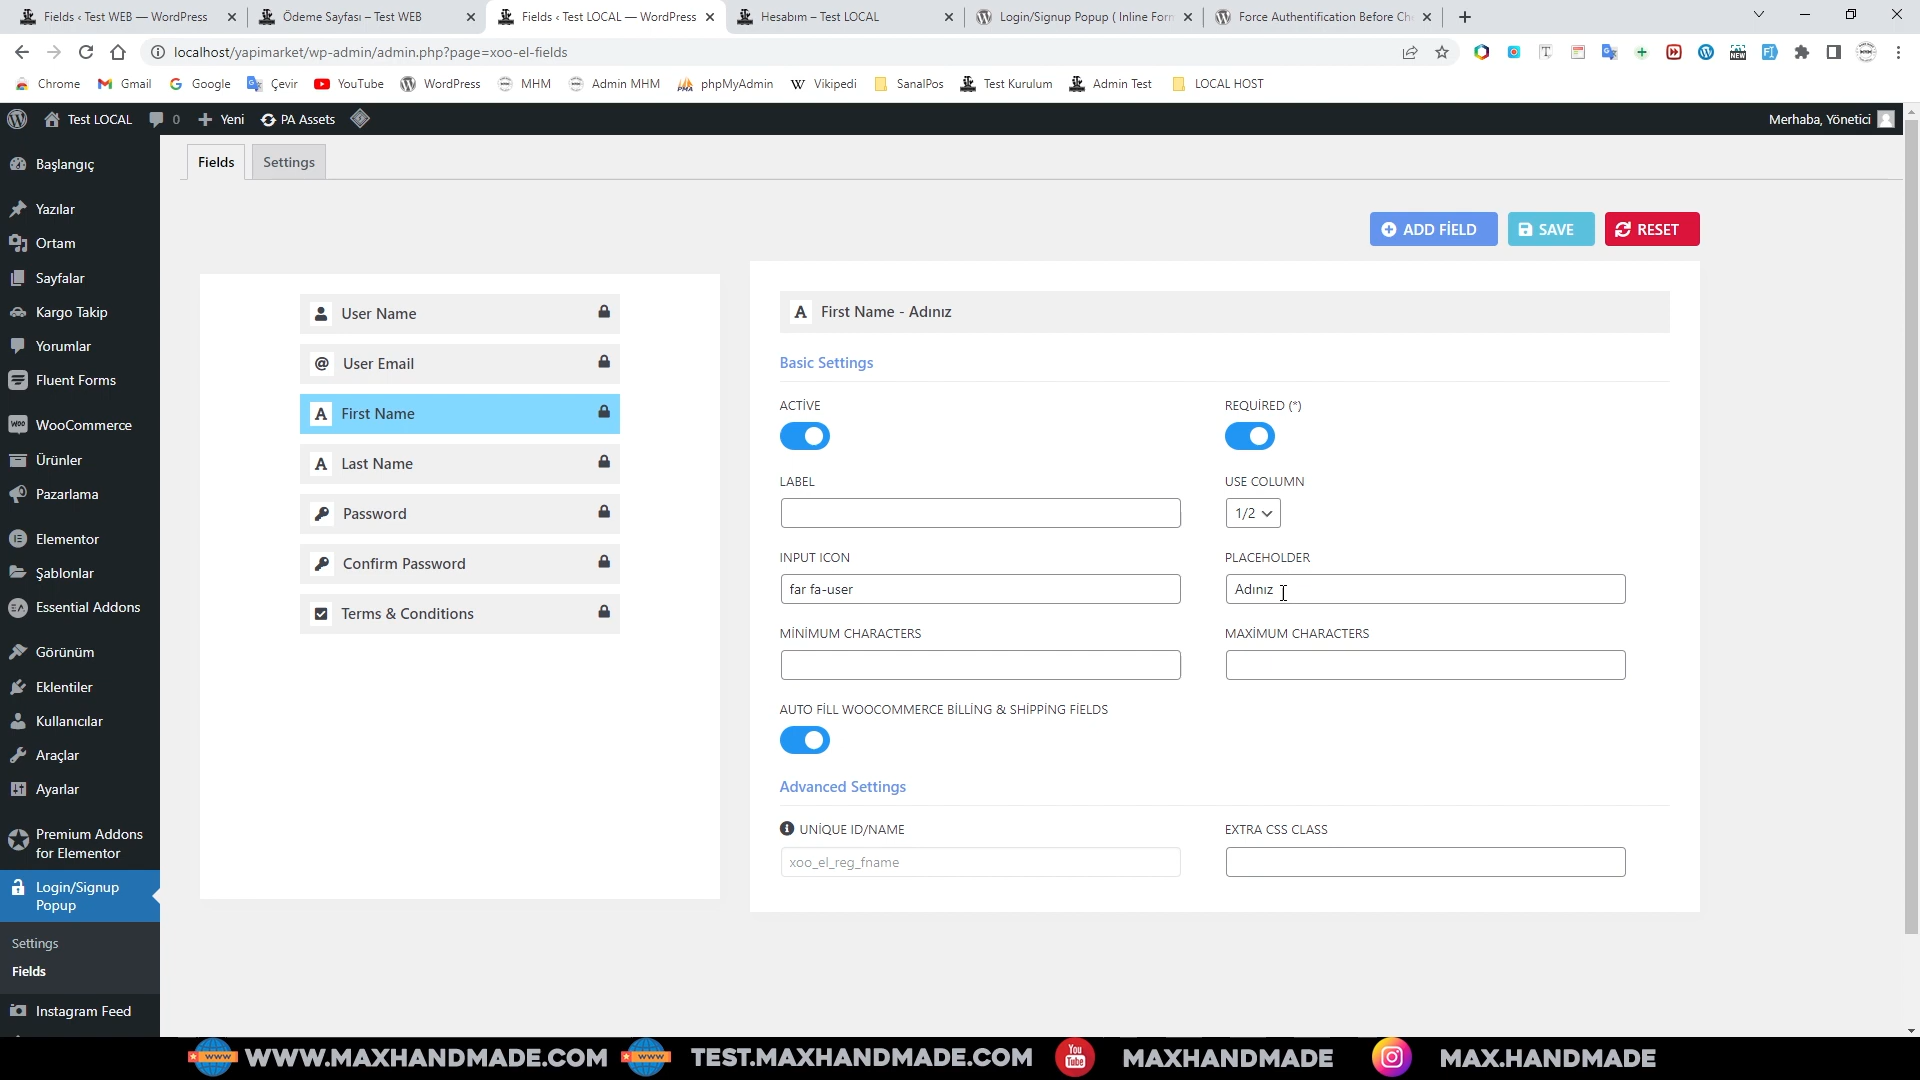 Fields ‹ Test WEB — WordPress
Ödeme Sayfası – Test WEB
Fields ‹ Test LOCAL — WordPress
Hesabım – Test LOCAL
Login/Signup Popup ( Inline Form
Force Authentification Before Ch
localhost/yapimarket/wp-admin/admin.php?page=xoo-el-fields
Chrome
Gmail
Google
Çevir
YouTube
WordPress
MHM
Admin MHM
phpMyAdmin
Vikipedi
SanalPos
Test Kurulum
Admin Test
LOCAL HOST
Test LOCAL
0
Yeni
PA Assets
Merhaba, Yönetici
Başlangıç
Yazılar
Ortam
Sayfalar
Kargo Takip
Yorumlar
Fluent Forms
WooCommerce
Ürünler
Pazarlama
Elementor
Şablonlar
Essential Addons
Görünüm
Eklentiler
Kullanıcılar
Araçlar
Ayarlar
Premium Addons
for Elementor
Login/Signup
Popup
Settings
Fields
Instagram Feed
Fields
Settings
ADD FİELD
SAVE
RESET
User Name
User Email
First Name
Last Name
Password
Confirm Password
Terms & Conditions
First Name - Adınız
Basic Settings
ACTİVE
REQUİRED (*)
LABEL
USE COLUMN
1/2
INPUT ICON
PLACEHOLDER
far fa-user
Adınız
MİNİMUM CHARACTERS
MAXİMUM CHARACTERS
AUTO FİLL WOOCOMMERCE BİLLİNG & SHİPPİNG FİELDS
Advanced Settings
UNİQUE ID/NAME
EXTRA CSS CLASS
xoo_el_reg_fname
WWW.MAXHANDMADE.COM
TEST.MAXHANDMADE.COM
You Tube
MAXHANDMADE
MAX.HANDMADE